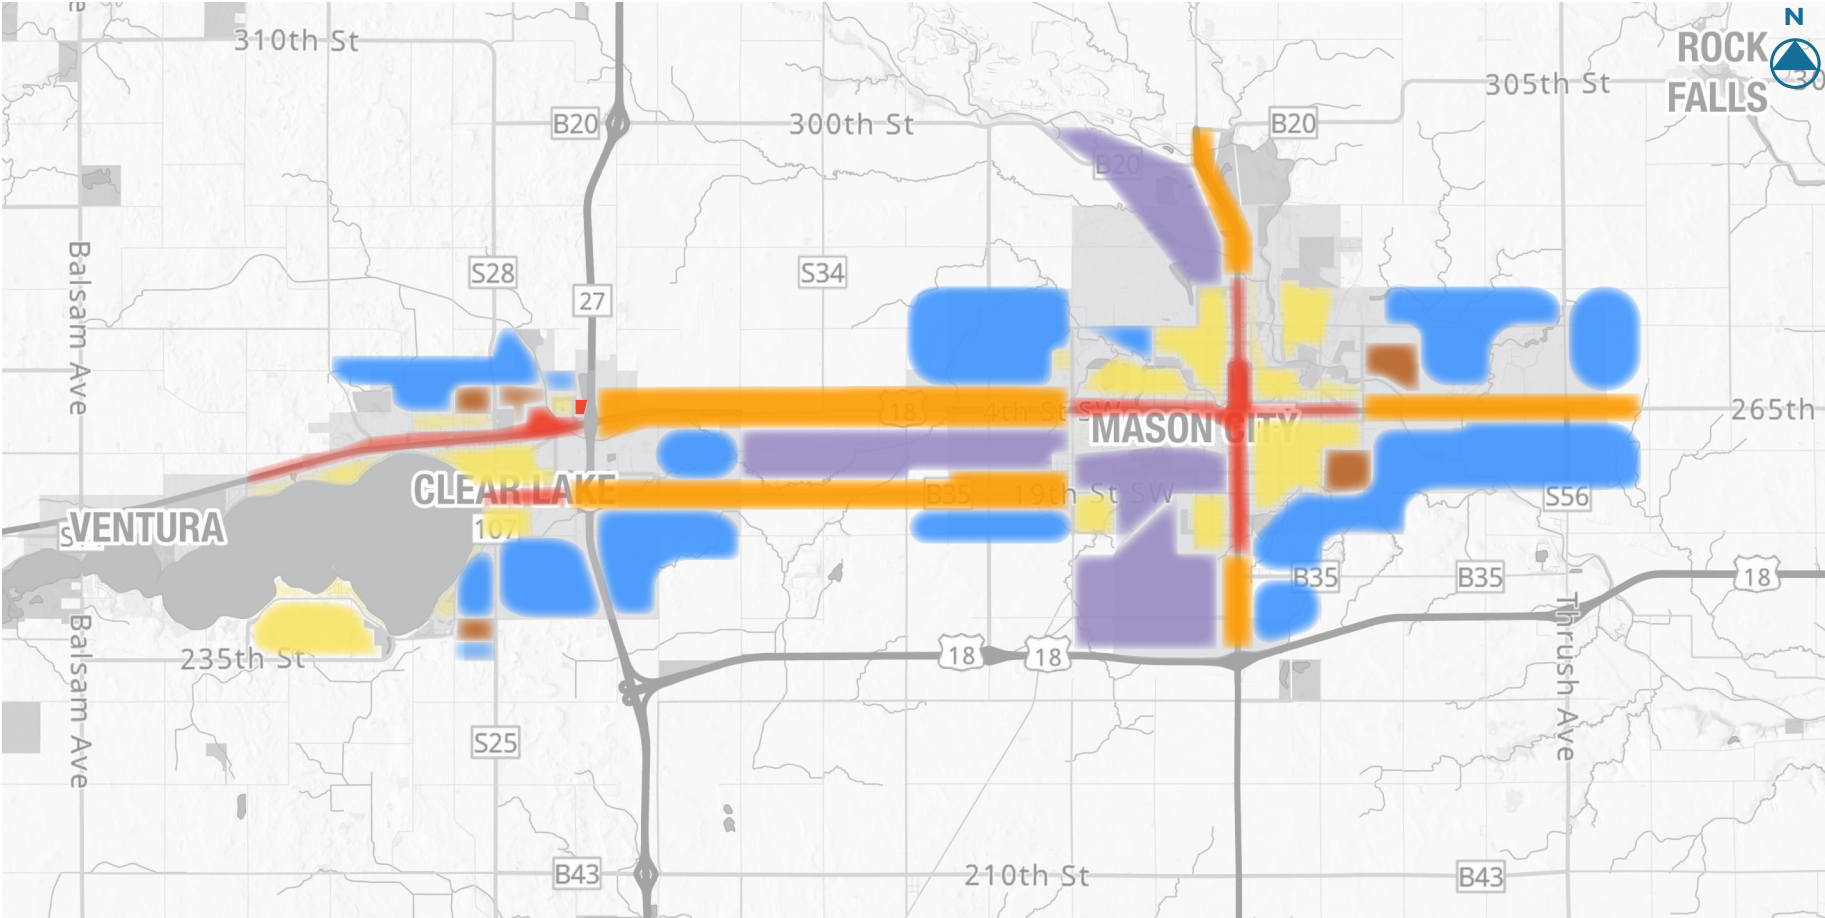 N
310th St
ROCK
FALLS
305th St
30
B20
300th St
B20
B20
Balsam Ave
S28
S34
27
18
4th St SW
265th
MASON CITY
CLEAR LAKE
B35
19th St SW
S56
VENTURA
107
B35
B35
18
Thrush Ave
Balsam Ave
235th St
18
18
S25
B43
210th St
B43